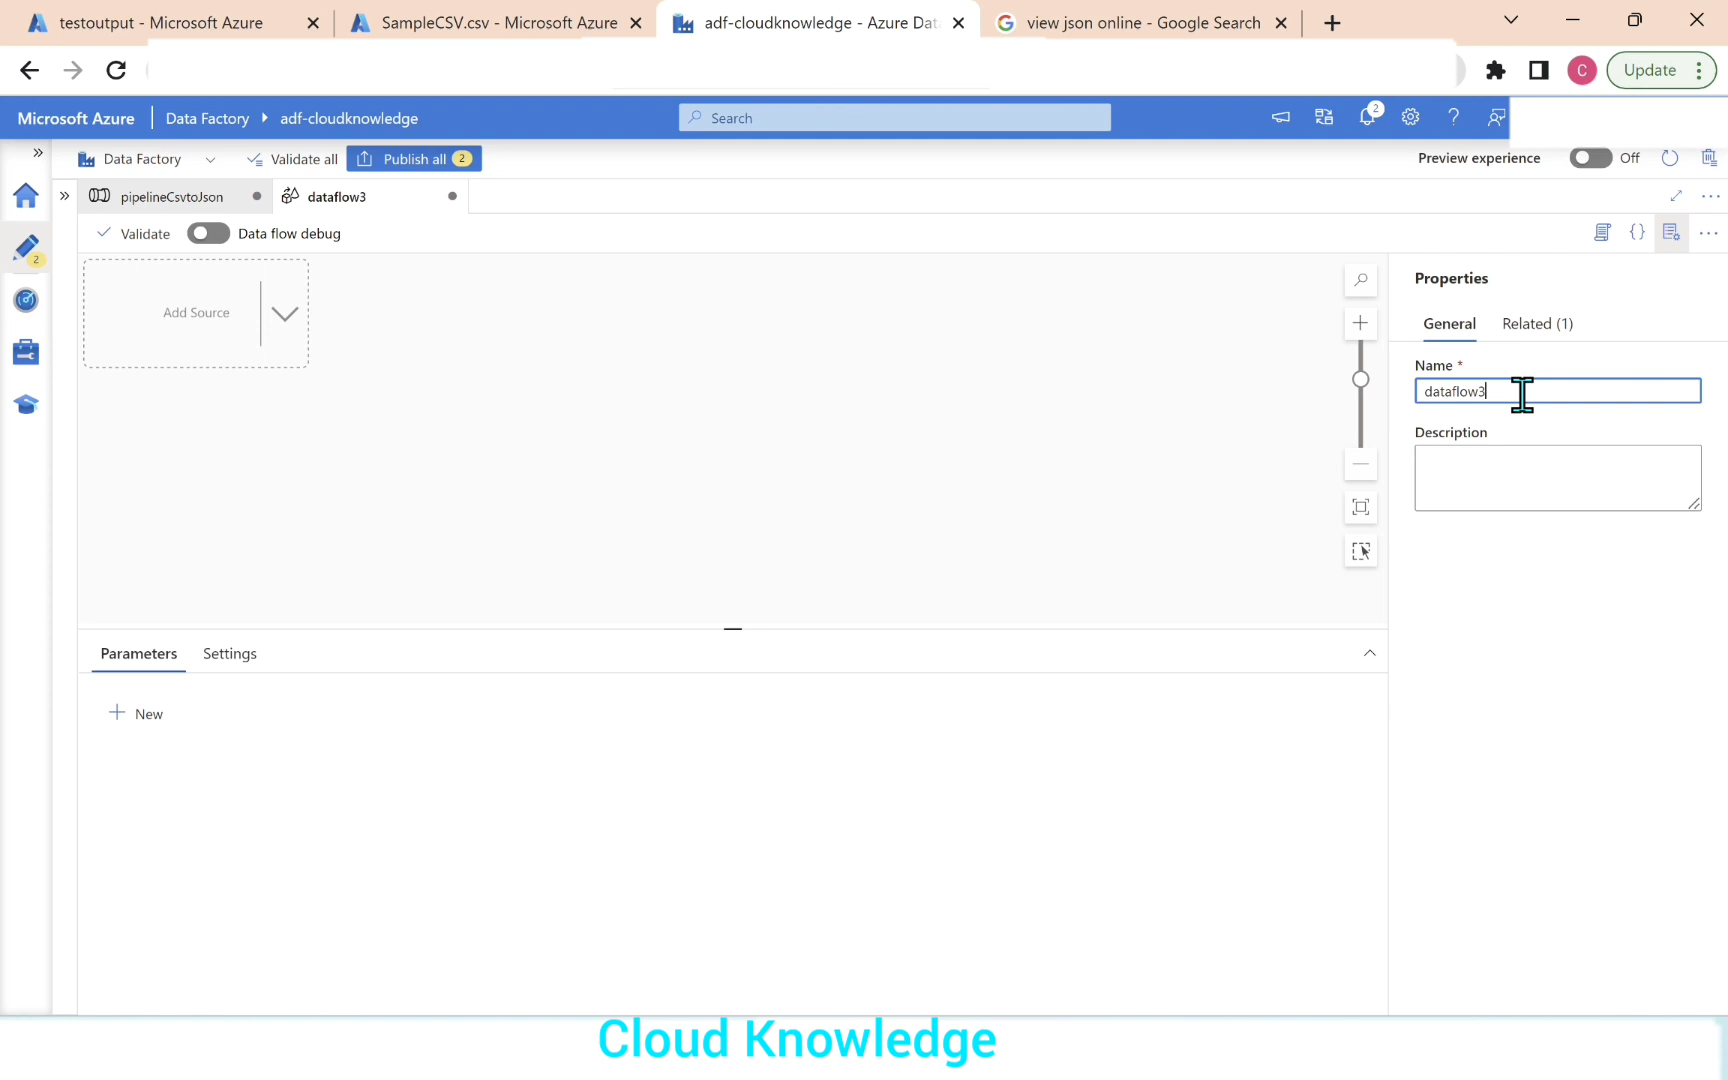 testoutput - Microsoft Azure
SampleCSV.csv - Microsoft Azure
adf-cloudknowledge - Azure Dat
view json online - Google Search
C
Update
Microsoft Azure
Data Factory
adf-cloudknowledge
Search
2
Data Factory
Validate all
Publish all 2
Preview experience
Off
pipelineCsvtoJson
dataflow3
Validate
Data flow debug
2
Properties
Add Source
General
Related (1)
Name *
dataflow3
Description
Parameters
Settings
New
Cloud Knowledge